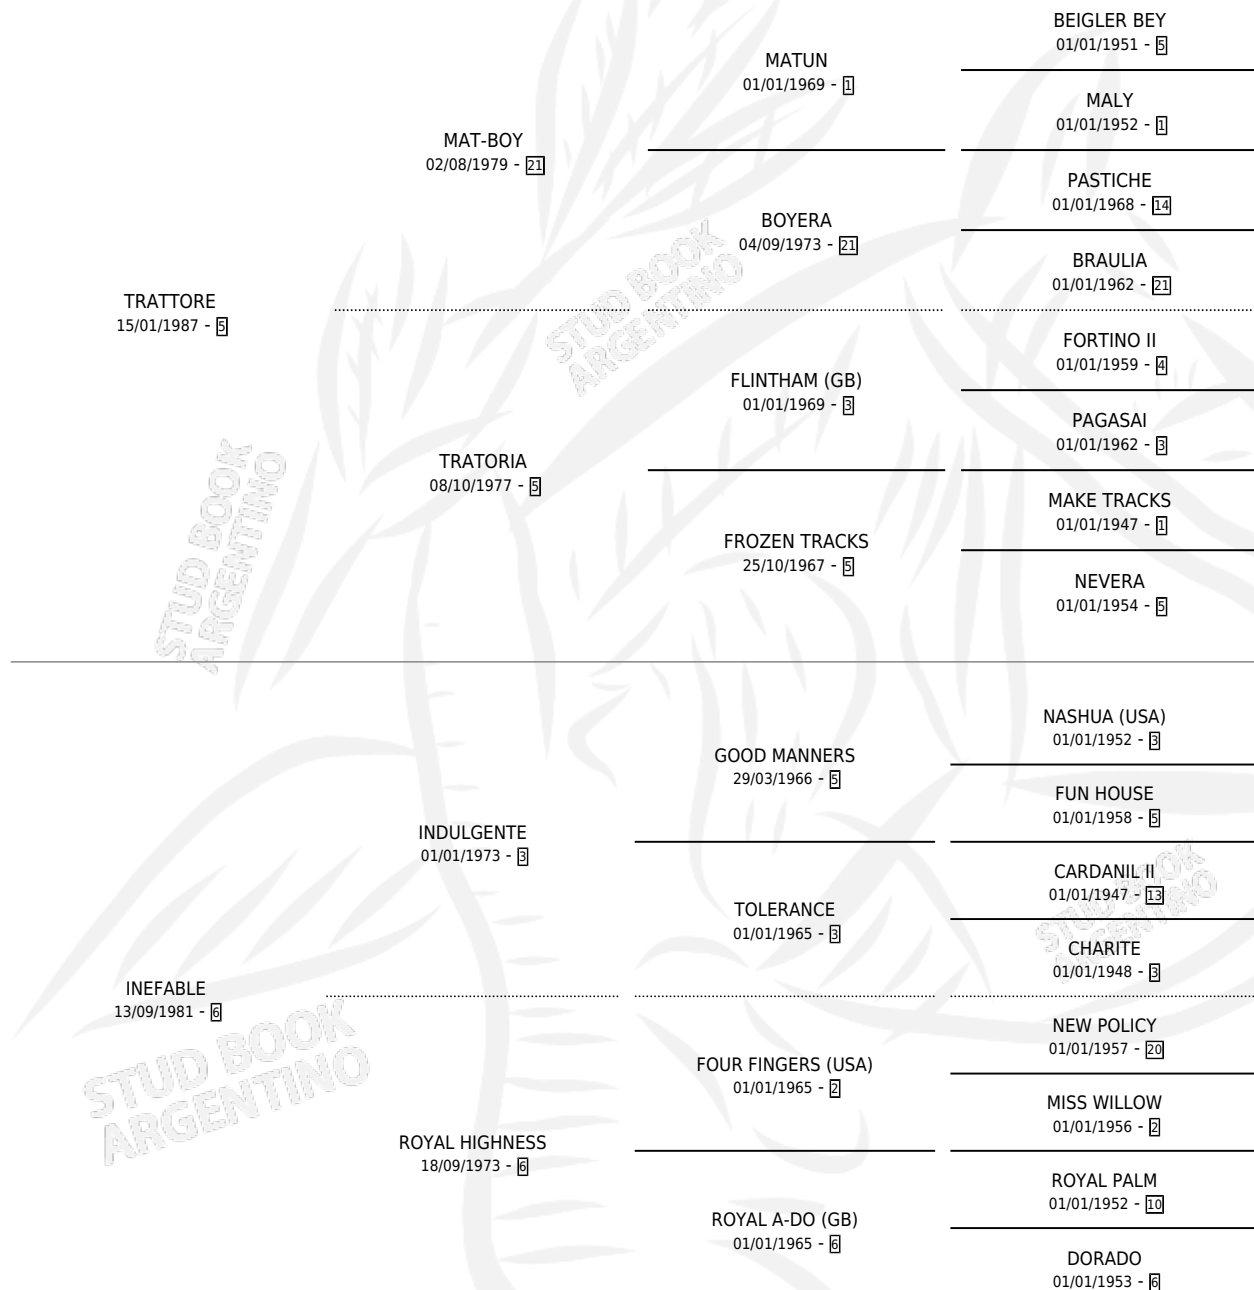 BEIGLER BEY
01/01/1951 - 5
MATUN
01/01/1969 - 1
MALY
01/01/1952 - 1
MAT-BOY
02/08/1979 - 21
PASTICHE
01/01/1968 - 14
BOYERA
04/09/1973 - 21
BRAULIA
01/01/1962 - 21
TRATTORE
15/01/1987 - 5
FORTINO II
01/01/1959 - 4
FLINTHAM (GB)
01/01/1969 - 3
PAGASAI
01/01/1962 - 3
TRATORIA
08/10/1977 - 5
MAKE TRACKS
01/01/1947 - 1
FROZEN TRACKS
25/10/1967 - 5
NEVERA
01/01/1954 - 5
STUD BOOK
ARGENTINO
STUD BOOK
ARGENTINO
NASHUA (USA)
01/01/1952 - 3
GOOD MANNERS
29/03/1966 - 5
FUN HOUSE
01/01/1958 - 5
INDULGENTE
01/01/1973 - 3
CARDANIL II
01/01/1947 - 13
TOLERANCE
01/01/1965 - 3
CHARITE
01/01/1948 - 3
INEFABLE
13/09/1981 - 6
NEW POLICY
01/01/1957 - 20
FOUR FINGERS (USA)
01/01/1965 - 2
MISS WILLOW
01/01/1956 - 2
ROYAL HIGHNESS
18/09/1973 - 6
ROYAL PALM
01/01/1952 - 10
ROYAL A-DO (GB)
01/01/1965 - 6
DORADO
01/01/1953 - 6
STUD BOOK
ARGENTINO
STUD BOOK
ARGENTINO